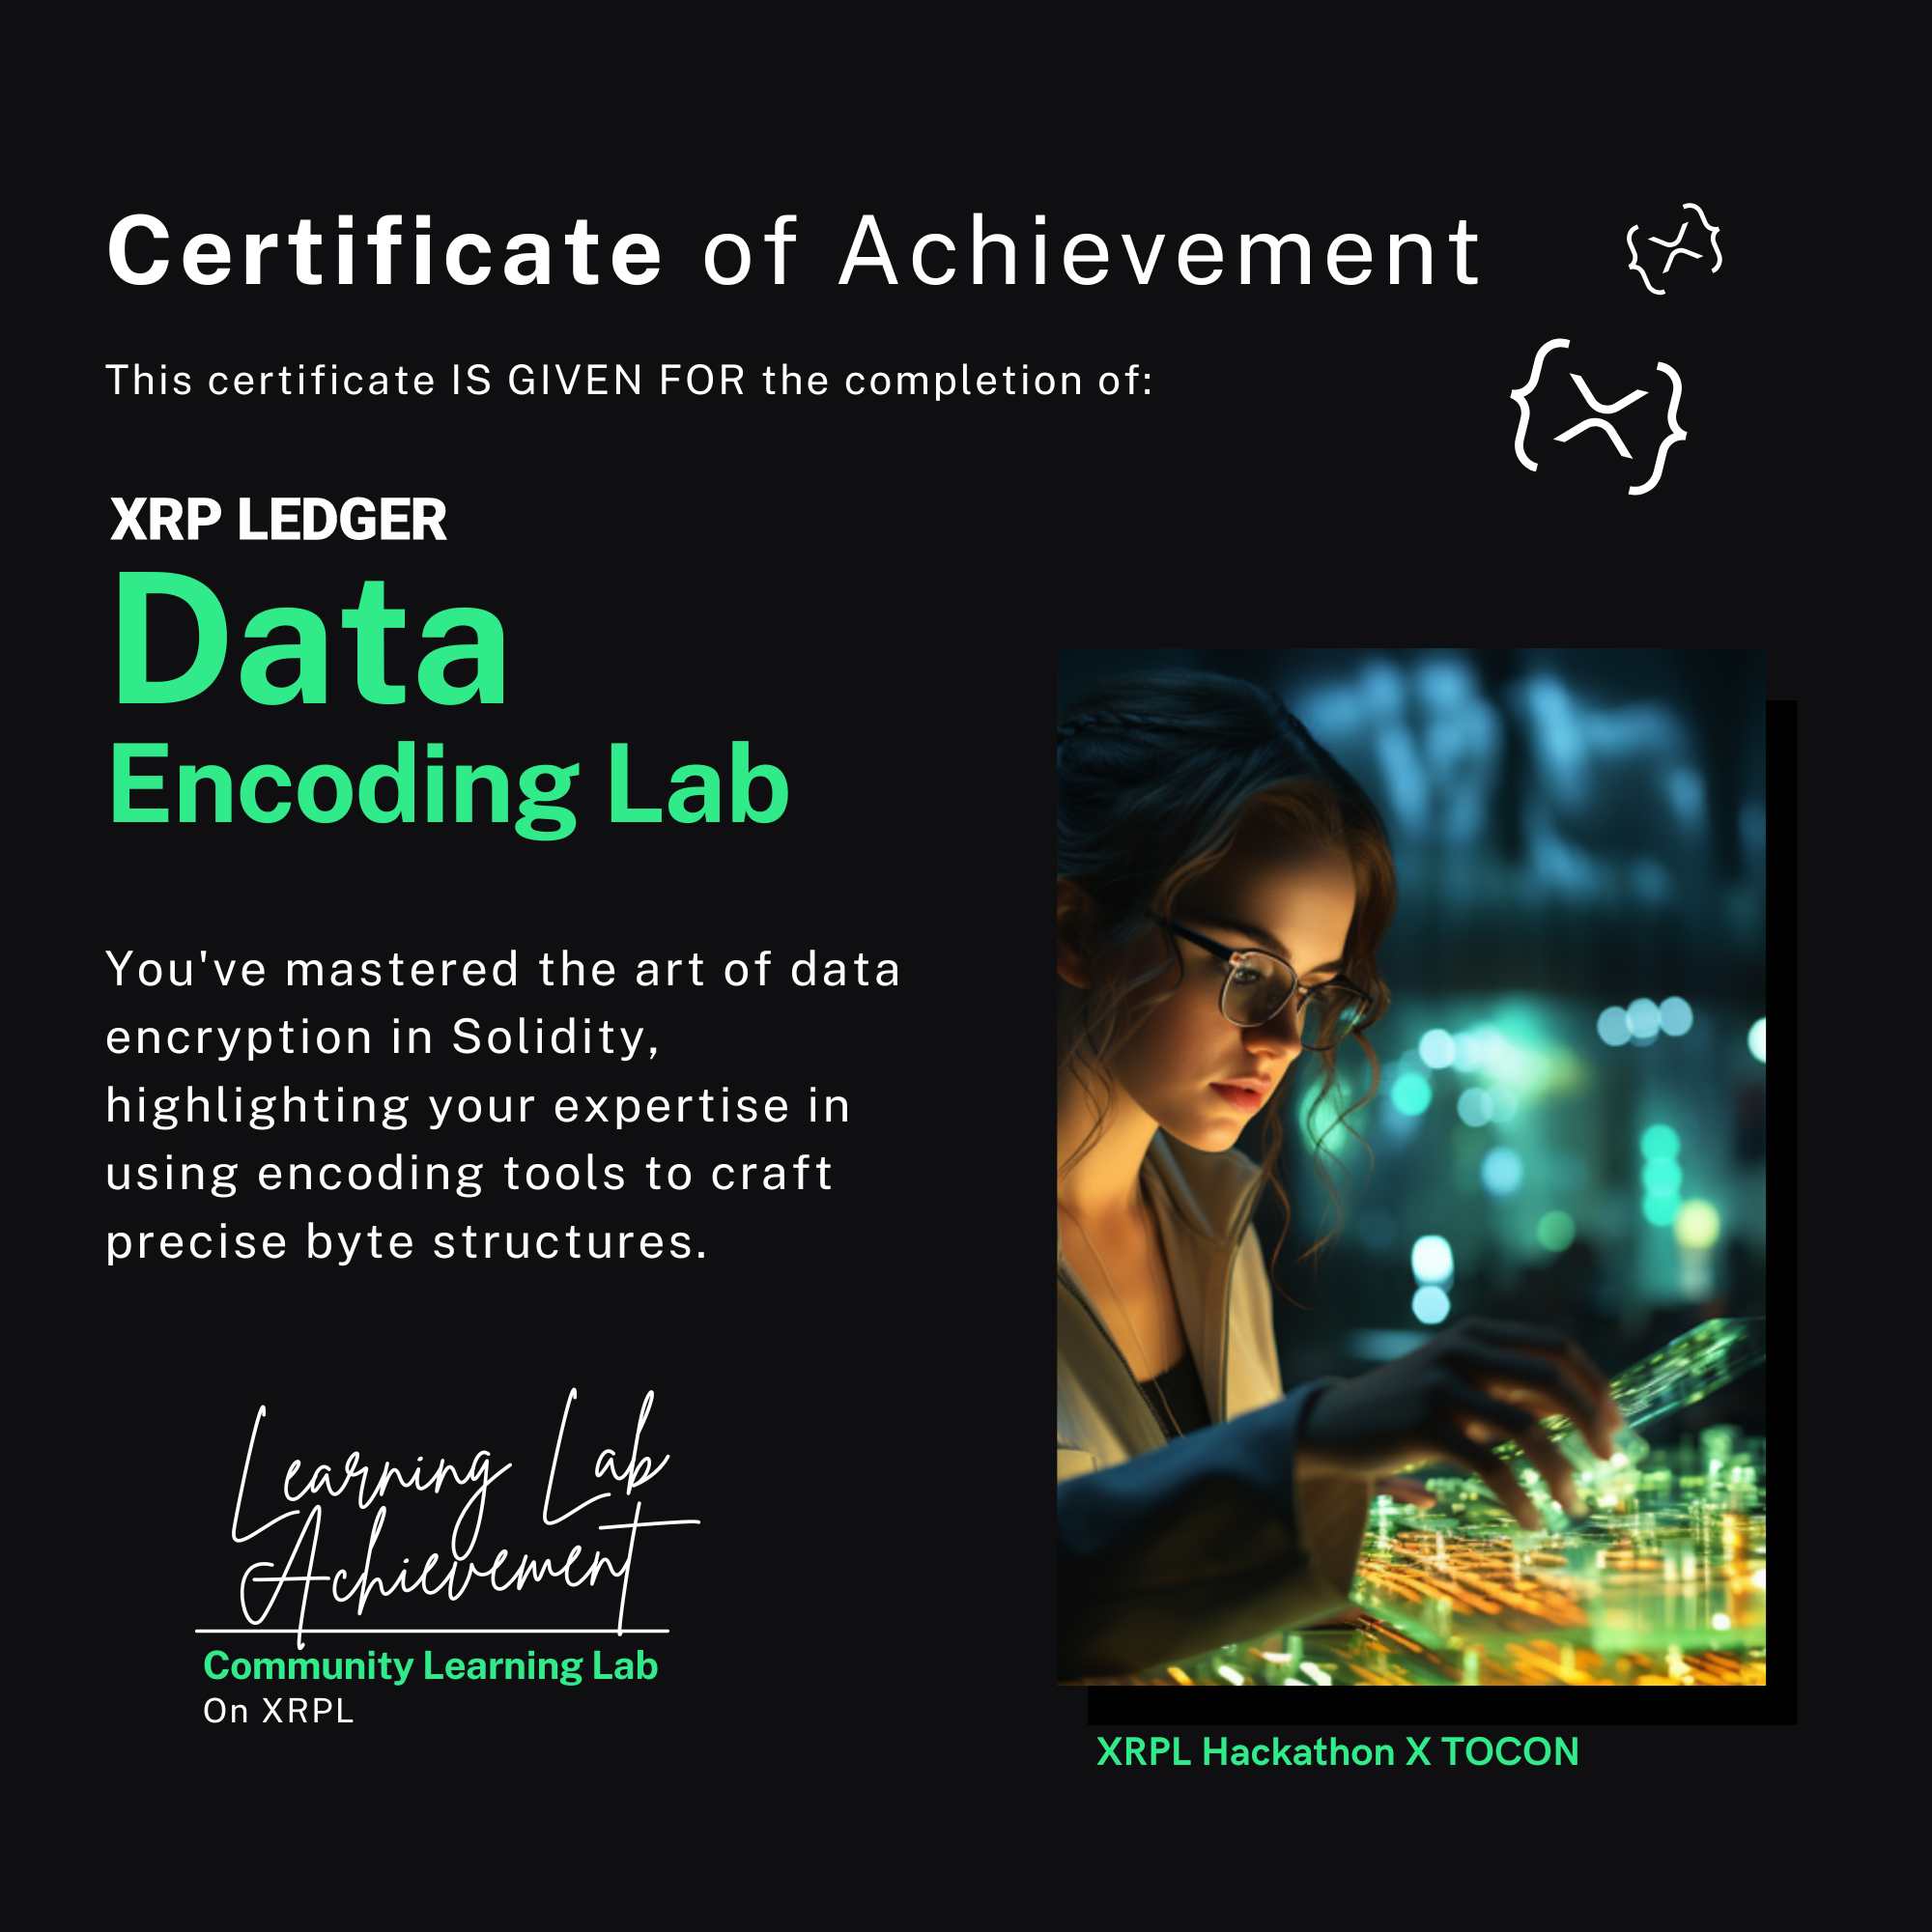 Certificate of Achievement
This certificate IS GIVEN FOR the completion of:
XRP LEDGER
Data
Encoding Lab
You've mastered the art of data
encryption in Solidity,
highlighting your expertise in
using encoding tools to craft
precise byte structures.
Learning Lab
Achievement
Community Learning Lab
On XRPL
XRPL Hackathon X TOCON